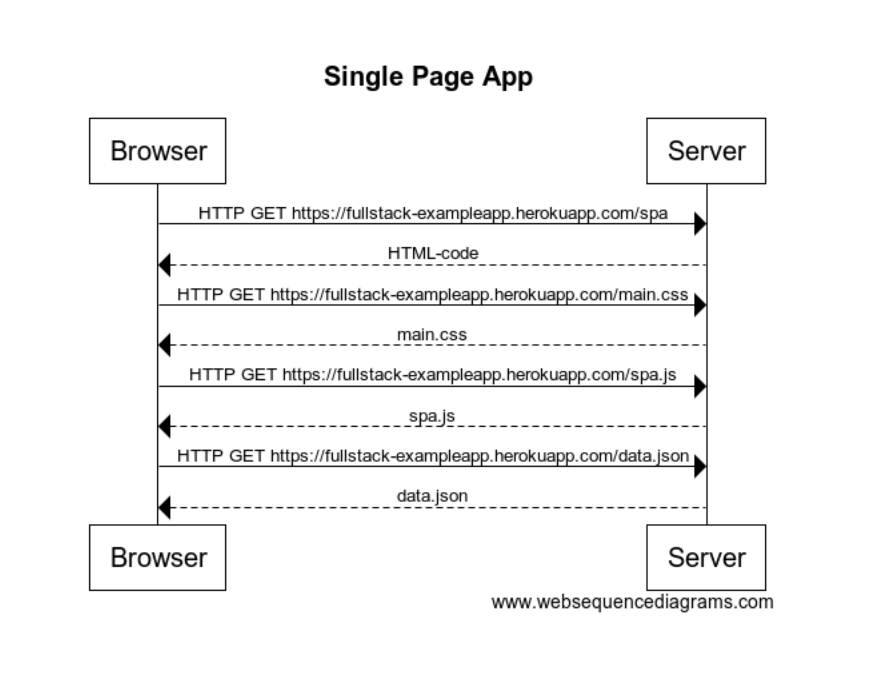 Single Page App
Browser
Server
HTTP GET https://fullstack-exampleapp.herokuapp.com/spa
HTML-code
HTTP GET https://fullstack-exampleapp.herokuapp.com/main.css
main.css
HTTP GET https://fullstack-exampleapp.herokuapp.com/spa.js
spa.js
HTTP GET https://fullstack-exampleapp.herokuapp.com/data.json
data.json
Browser
Server
www.websequencediagrams.com